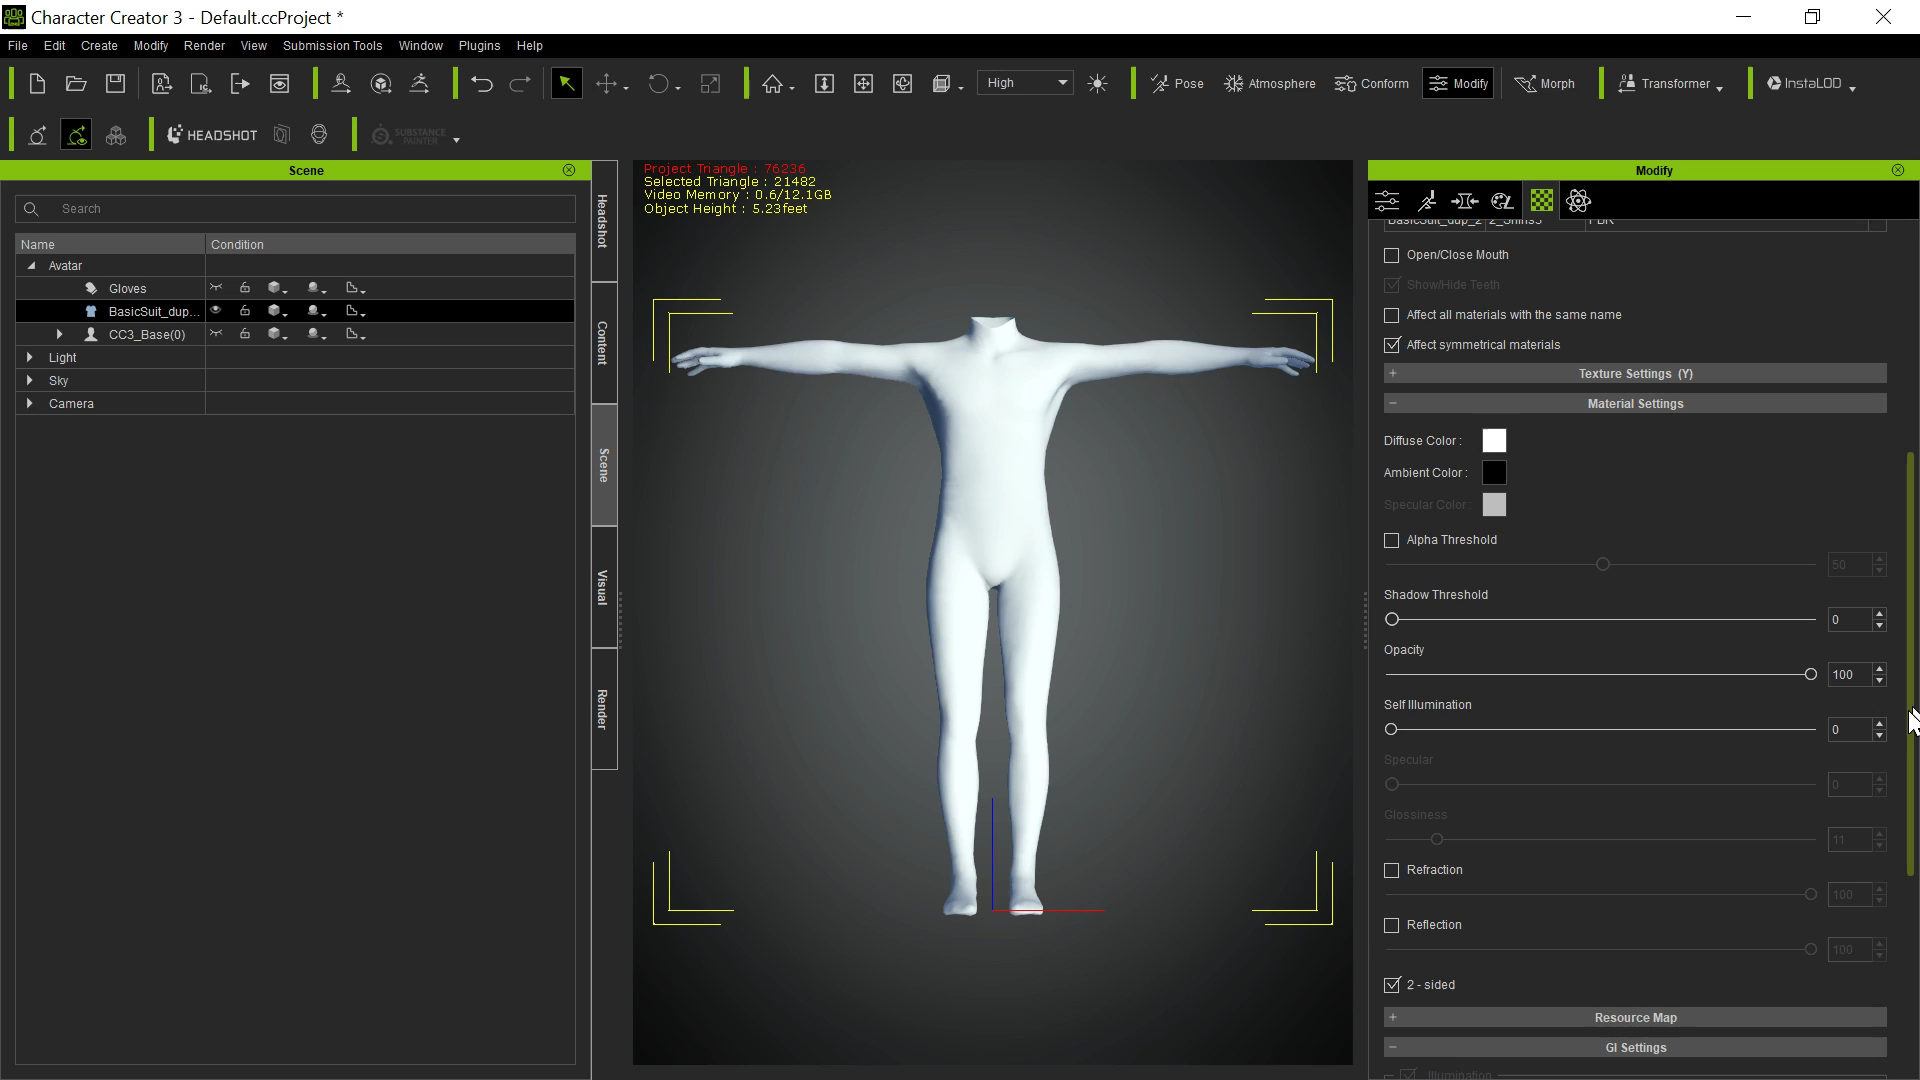 Character Creator 3 - Default.ccProject *
File Edit Create Modify Render View Submission Tools Window Plugins Help
High Pose Atmosphere Conform Modify Morph Transformer InstaLOD
HEADSHOT SUBSTANCE PAINTER
Scene
Search
Name Condition
Avatar
Gloves
BasicSuit_dup...
CC3_Base(0)
Light
Sky
Camera
Headshot
Content
Scene
Visual
Render
Project Triangle : 76236
Selected Triangle : 21482
Video Memory : 0.6/12.1GB
Object Height : 5.23feet
Modify
Open/Close Mouth
Show/Hide Teeth
Affect all materials with the same name
Affect symmetrical materials
+ Texture Settings (Y)
- Material Settings
Diffuse Color :
Ambient Color :
Specular Color :
Alpha Threshold
50
Shadow Threshold
0
Opacity
100
Self Illumination
0
Specular
0
Glossiness
11
Refraction
100
Reflection
100
2 - sided
+ Resource Map
- GI Settings
Illumination